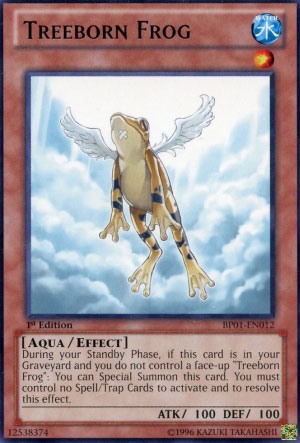 TREEBORN FROG
WATER
水
1st Edition
BP01-EN012
[AQUA / EFFECT]
During your Standby Phase, if this card is in your
Graveyard and you do not control a face-up "Treeborn
Frog": You can Special Summon this card. You must
control no Spell/Trap Cards to activate and to resolve
this effect.
ATK/ 100 DEF/ 100
12538374
©1996 KAZUKI TAKAHASHI